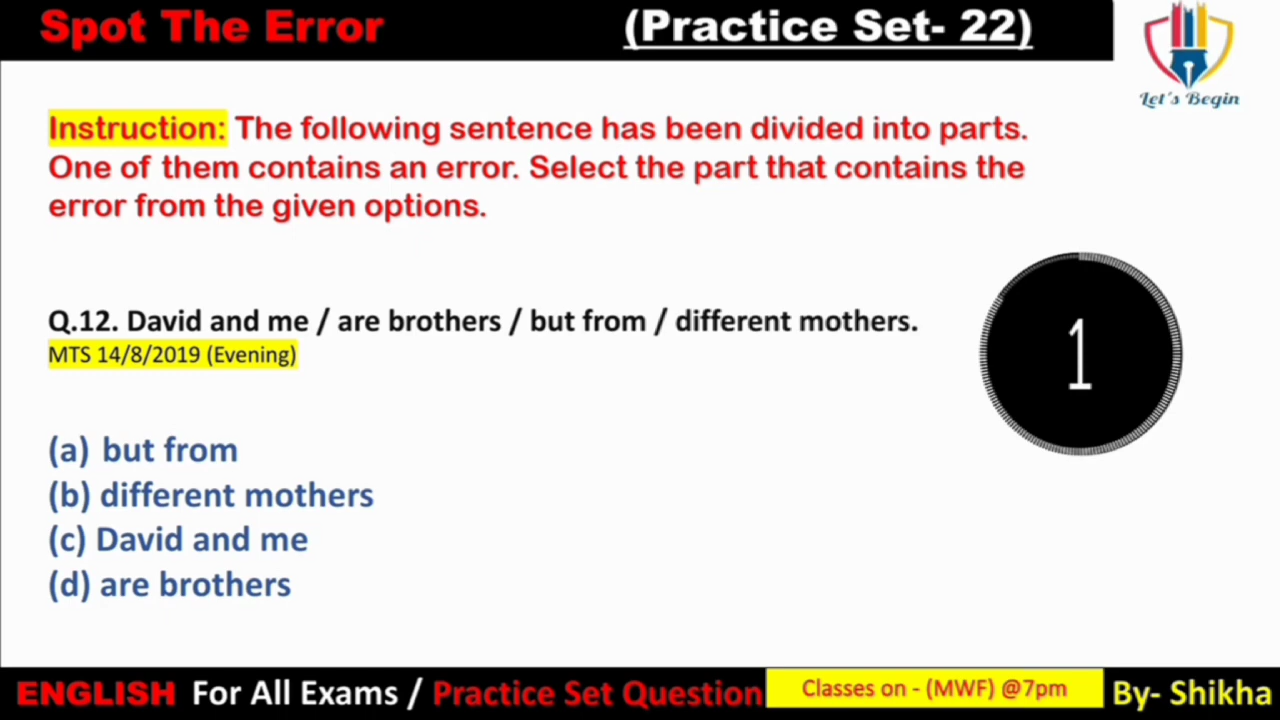 Spot The Error
(Practice Set- 22)
Let's Begin
Instruction: The following sentence has been divided into parts.
One of them contains an error. Select the part that contains the
error from the given options.
Q.12. David and me / are brothers / but from / different mothers.
MTS 14/8/2019 (Evening)
1
(a) but from
(b) different mothers
(c) David and me
(d) are brothers
ENGLISH For All Exams / Practice Set Question
Classes on - (MWF) @7pm
By- Shikha